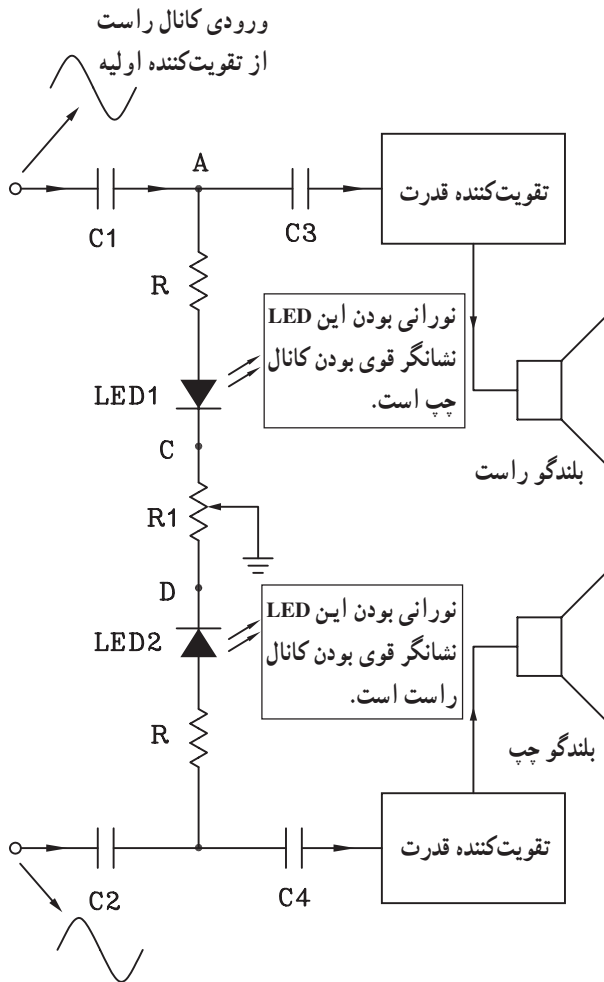 ورودی کانال راست
از تقویت‌کننده اولیه
A
C1
C3
تقویت‌کننده قدرت
R
نورانی بودن این LED
نشانگر قوی بودن کانال
چپ است.
LED1
C
بلندگو راست
R1
D
نورانی بودن این LED
نشانگر قوی بودن کانال
راست است.
LED2
R
بلندگو چپ
تقویت‌کننده قدرت
C2
C4